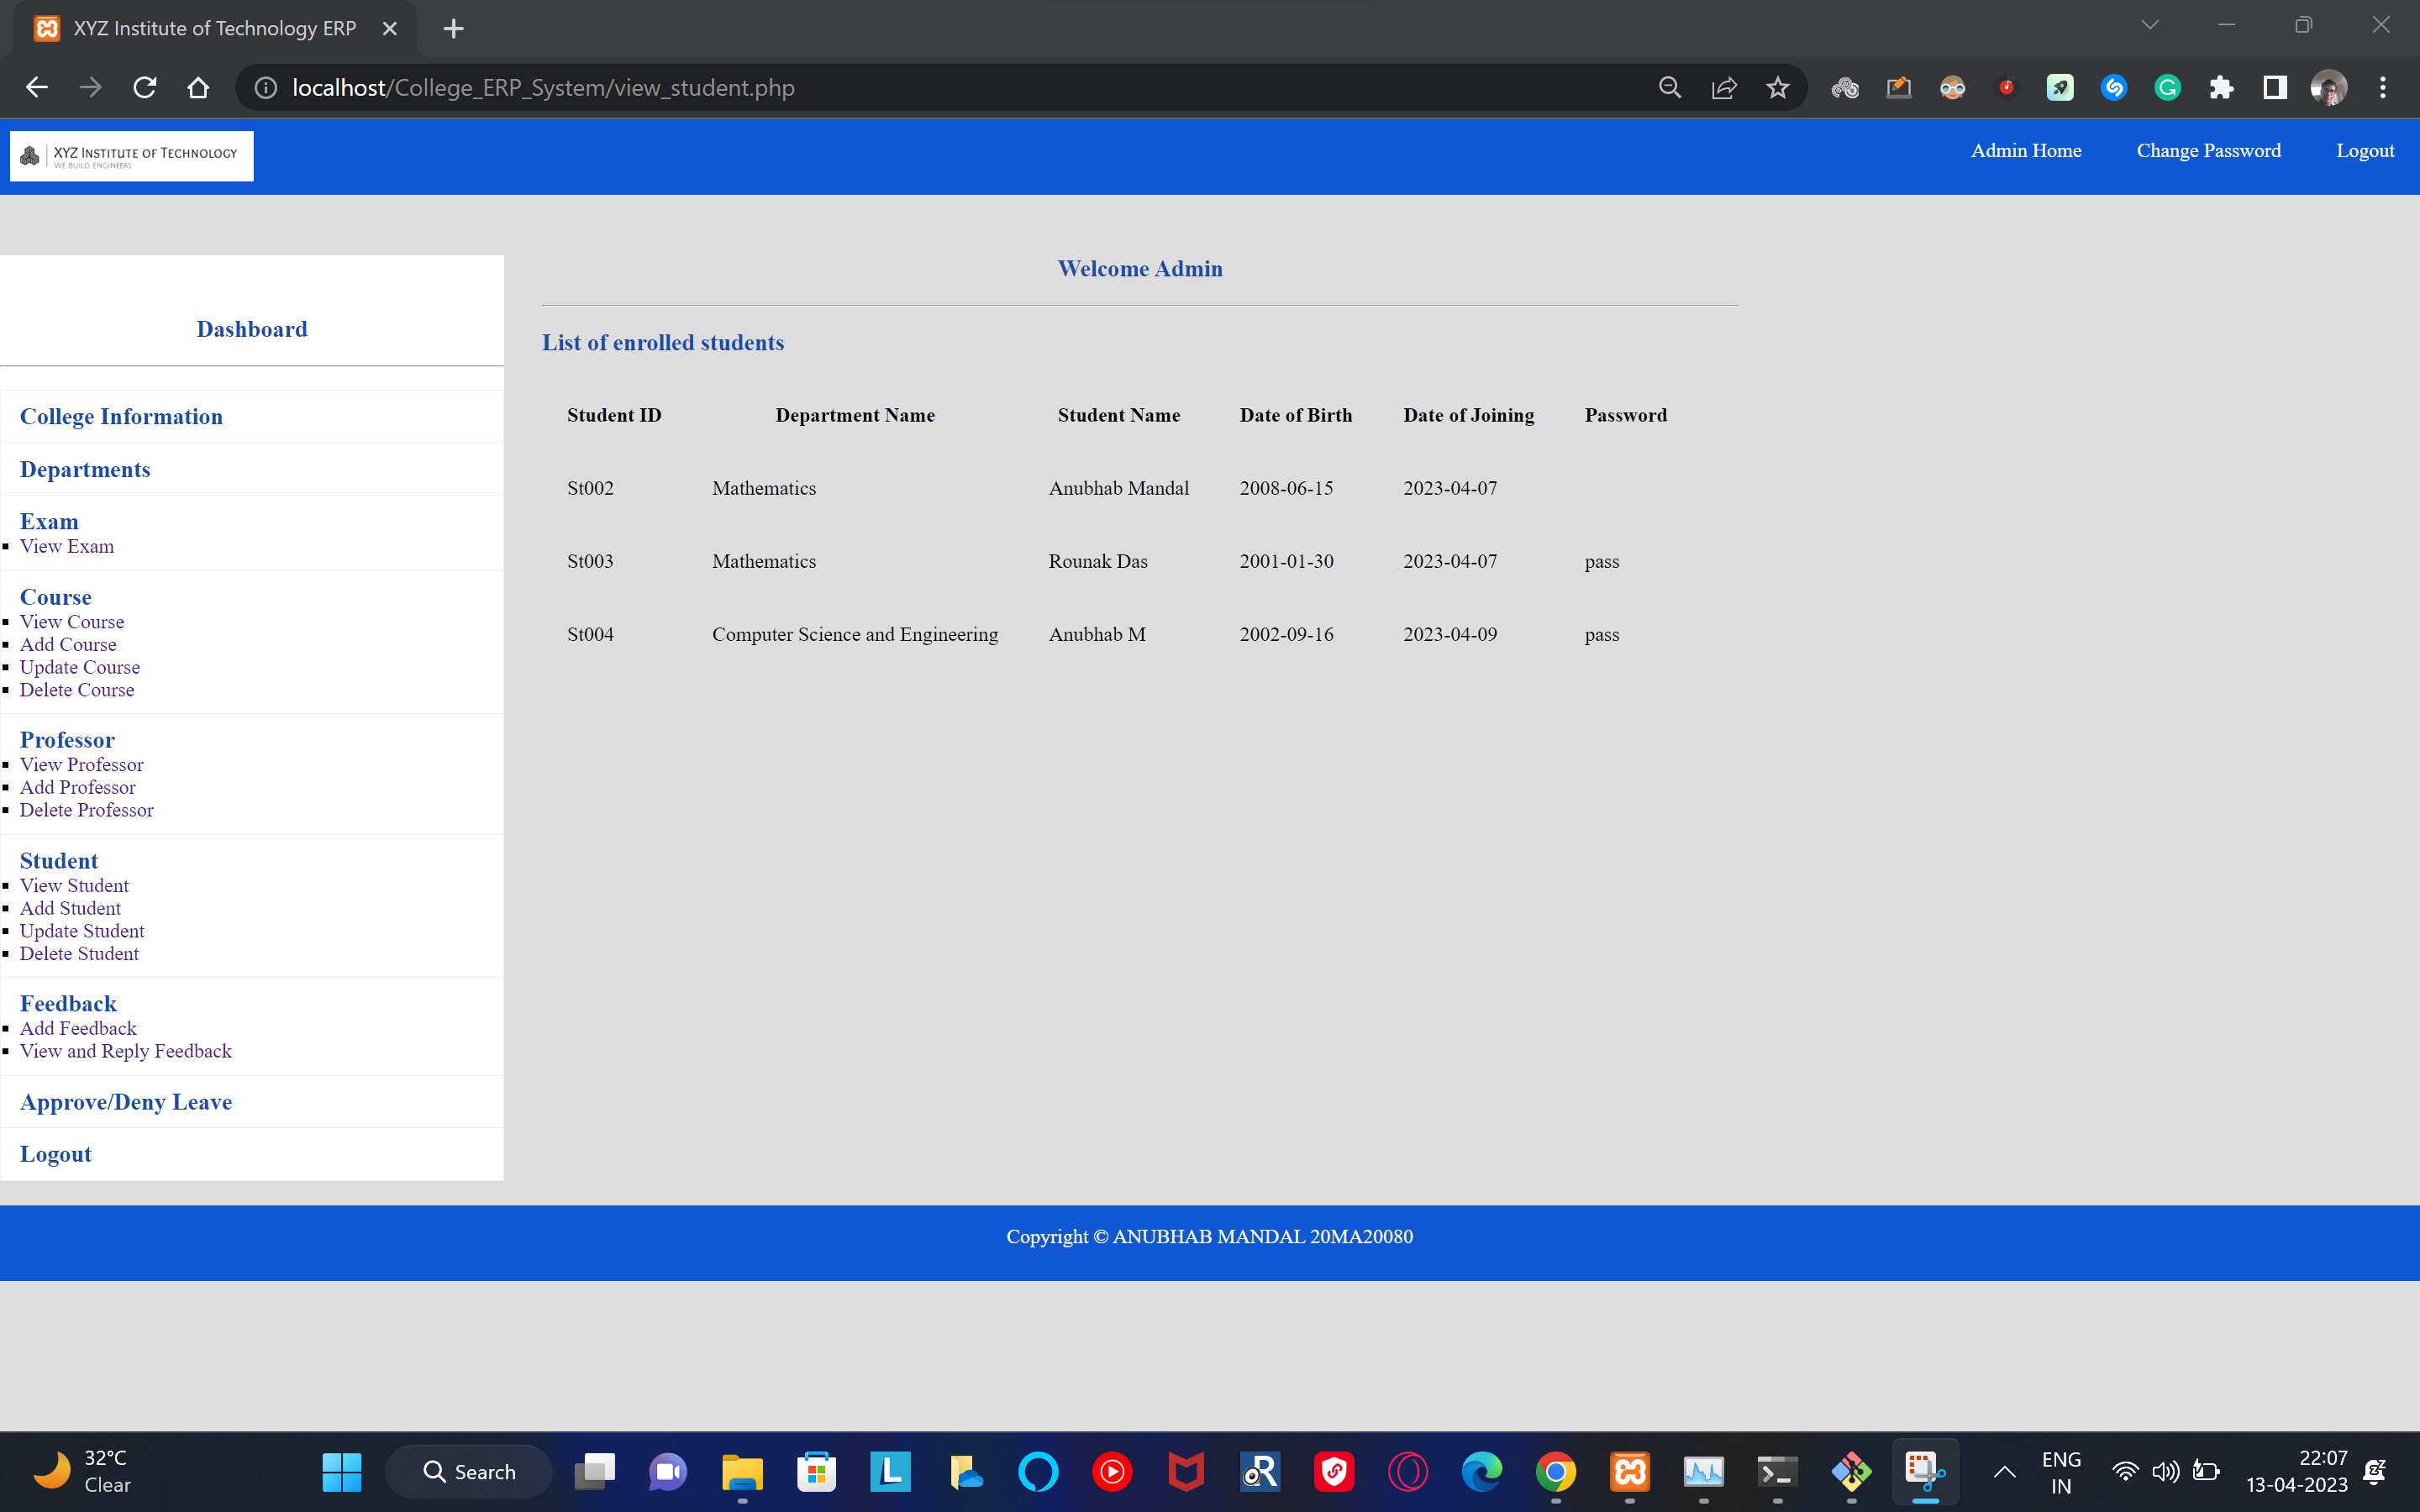 XYZ Institute of Technology ERP
localhost/College_ERP_System/view_student.php
XYZ INSTITUTE OF TECHNOLOGY
WE BUILD ENGINEERS
Admin Home Change Password Logout
Welcome Admin
Dashboard
College Information
Departments
Exam
View Exam
Course
View Course
Add Course
Update Course
Delete Course
Professor
View Professor
Add Professor
Delete Professor
Student
View Student
Add Student
Update Student
Delete Student
Feedback
Add Feedback
View and Reply Feedback
Approve/Deny Leave
Logout
List of enrolled students
Student ID Department Name Student Name Date of Birth Date of Joining Password
St002 Mathematics Anubhab Mandal 2008-06-15 2023-04-07
St003 Mathematics Rounak Das 2001-01-30 2023-04-07 pass
St004 Computer Science and Engineering Anubhab M 2002-09-16 2023-04-09 pass
Copyright © ANUBHAB MANDAL 20MA20080
32°C
Clear
Search
ENG
IN
22:07
13-04-2023